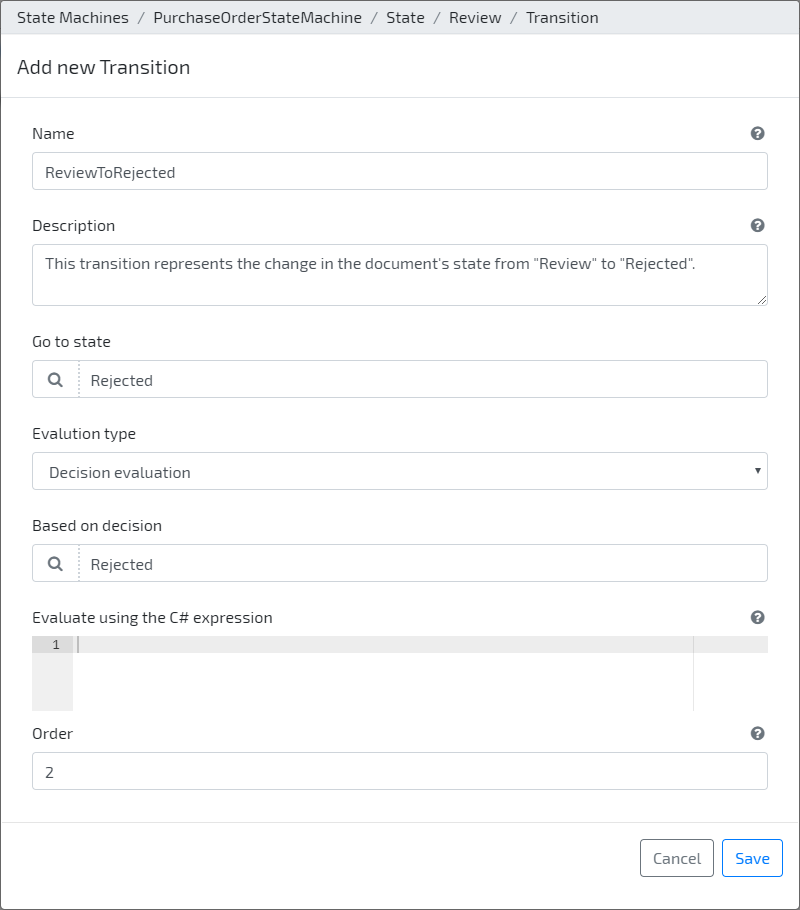 State Machines / PurchaseOrderStateMachine / State / Review / Transition
Add new Transition
Name
ReviewToRejected
Description
This transition represents the change in the document's state from "Review" to "Rejected".
Go to state
Rejected
Evalution type
Decision evaluation
Based on decision
Rejected
Evaluate using the C# expression
1
Order
2
Cancel Save